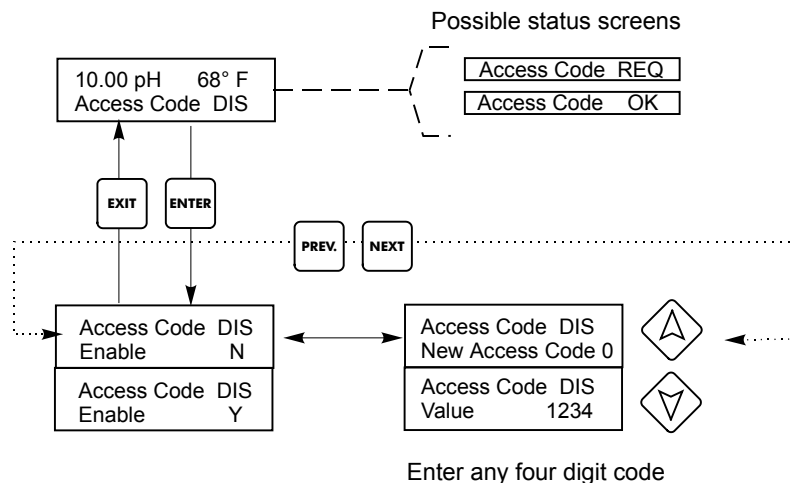 Possible status screens
10.00 pH 68° F
Access Code DIS
Access Code REQ
Access Code OK
EXIT
ENTER
PREV.
NEXT
Access Code DIS
Enable N
Access Code DIS
New Access Code 0
Access Code DIS
Enable Y
Access Code DIS
Value 1234
Enter any four digit code